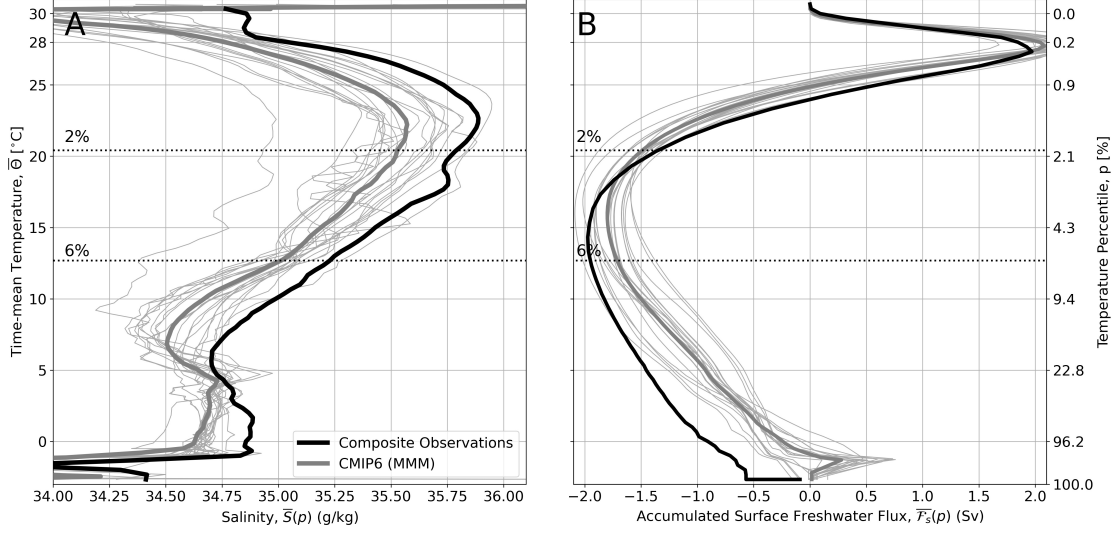 A
30
28
25
20
15
10
5
0
2%
6%
Time-mean Temperature, Θ̅ [°C]
34.00 34.25 34.50 34.75 35.00 35.25 35.50 35.75 36.00
Salinity, S̅(p) (g/kg)
Composite Observations
CMIP6 (MMM)
B
2%
6%
−2.0 −1.5 −1.0 −0.5 0.0 0.5 1.0 1.5 2.0
Accumulated Surface Freshwater Flux, ℱ̅ₛ(p) (Sv)
0.0
0.2
0.9
2.1
4.3
9.4
22.8
96.2
100.0
Temperature Percentile, p [%]